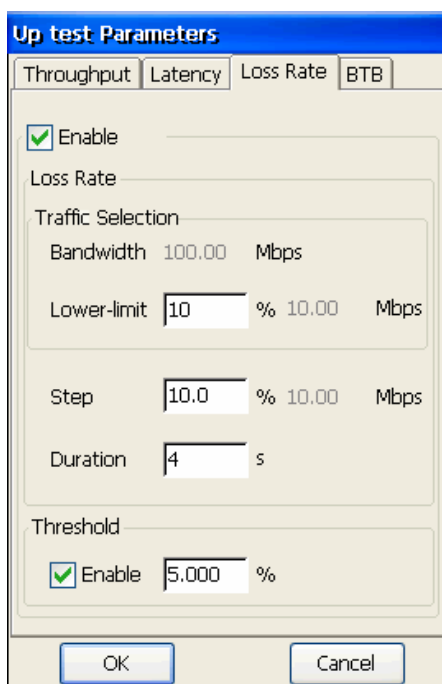 Up test Parameters
Throughput Latency Loss Rate BTB
Enable
Loss Rate
Traffic Selection
Bandwidth 100.00 Mbps
Lower-limit 10 % 10.00 Mbps
Step 10.0 % 10.00 Mbps
Duration 4 s
Threshold
Enable 5.000 %
OK Cancel